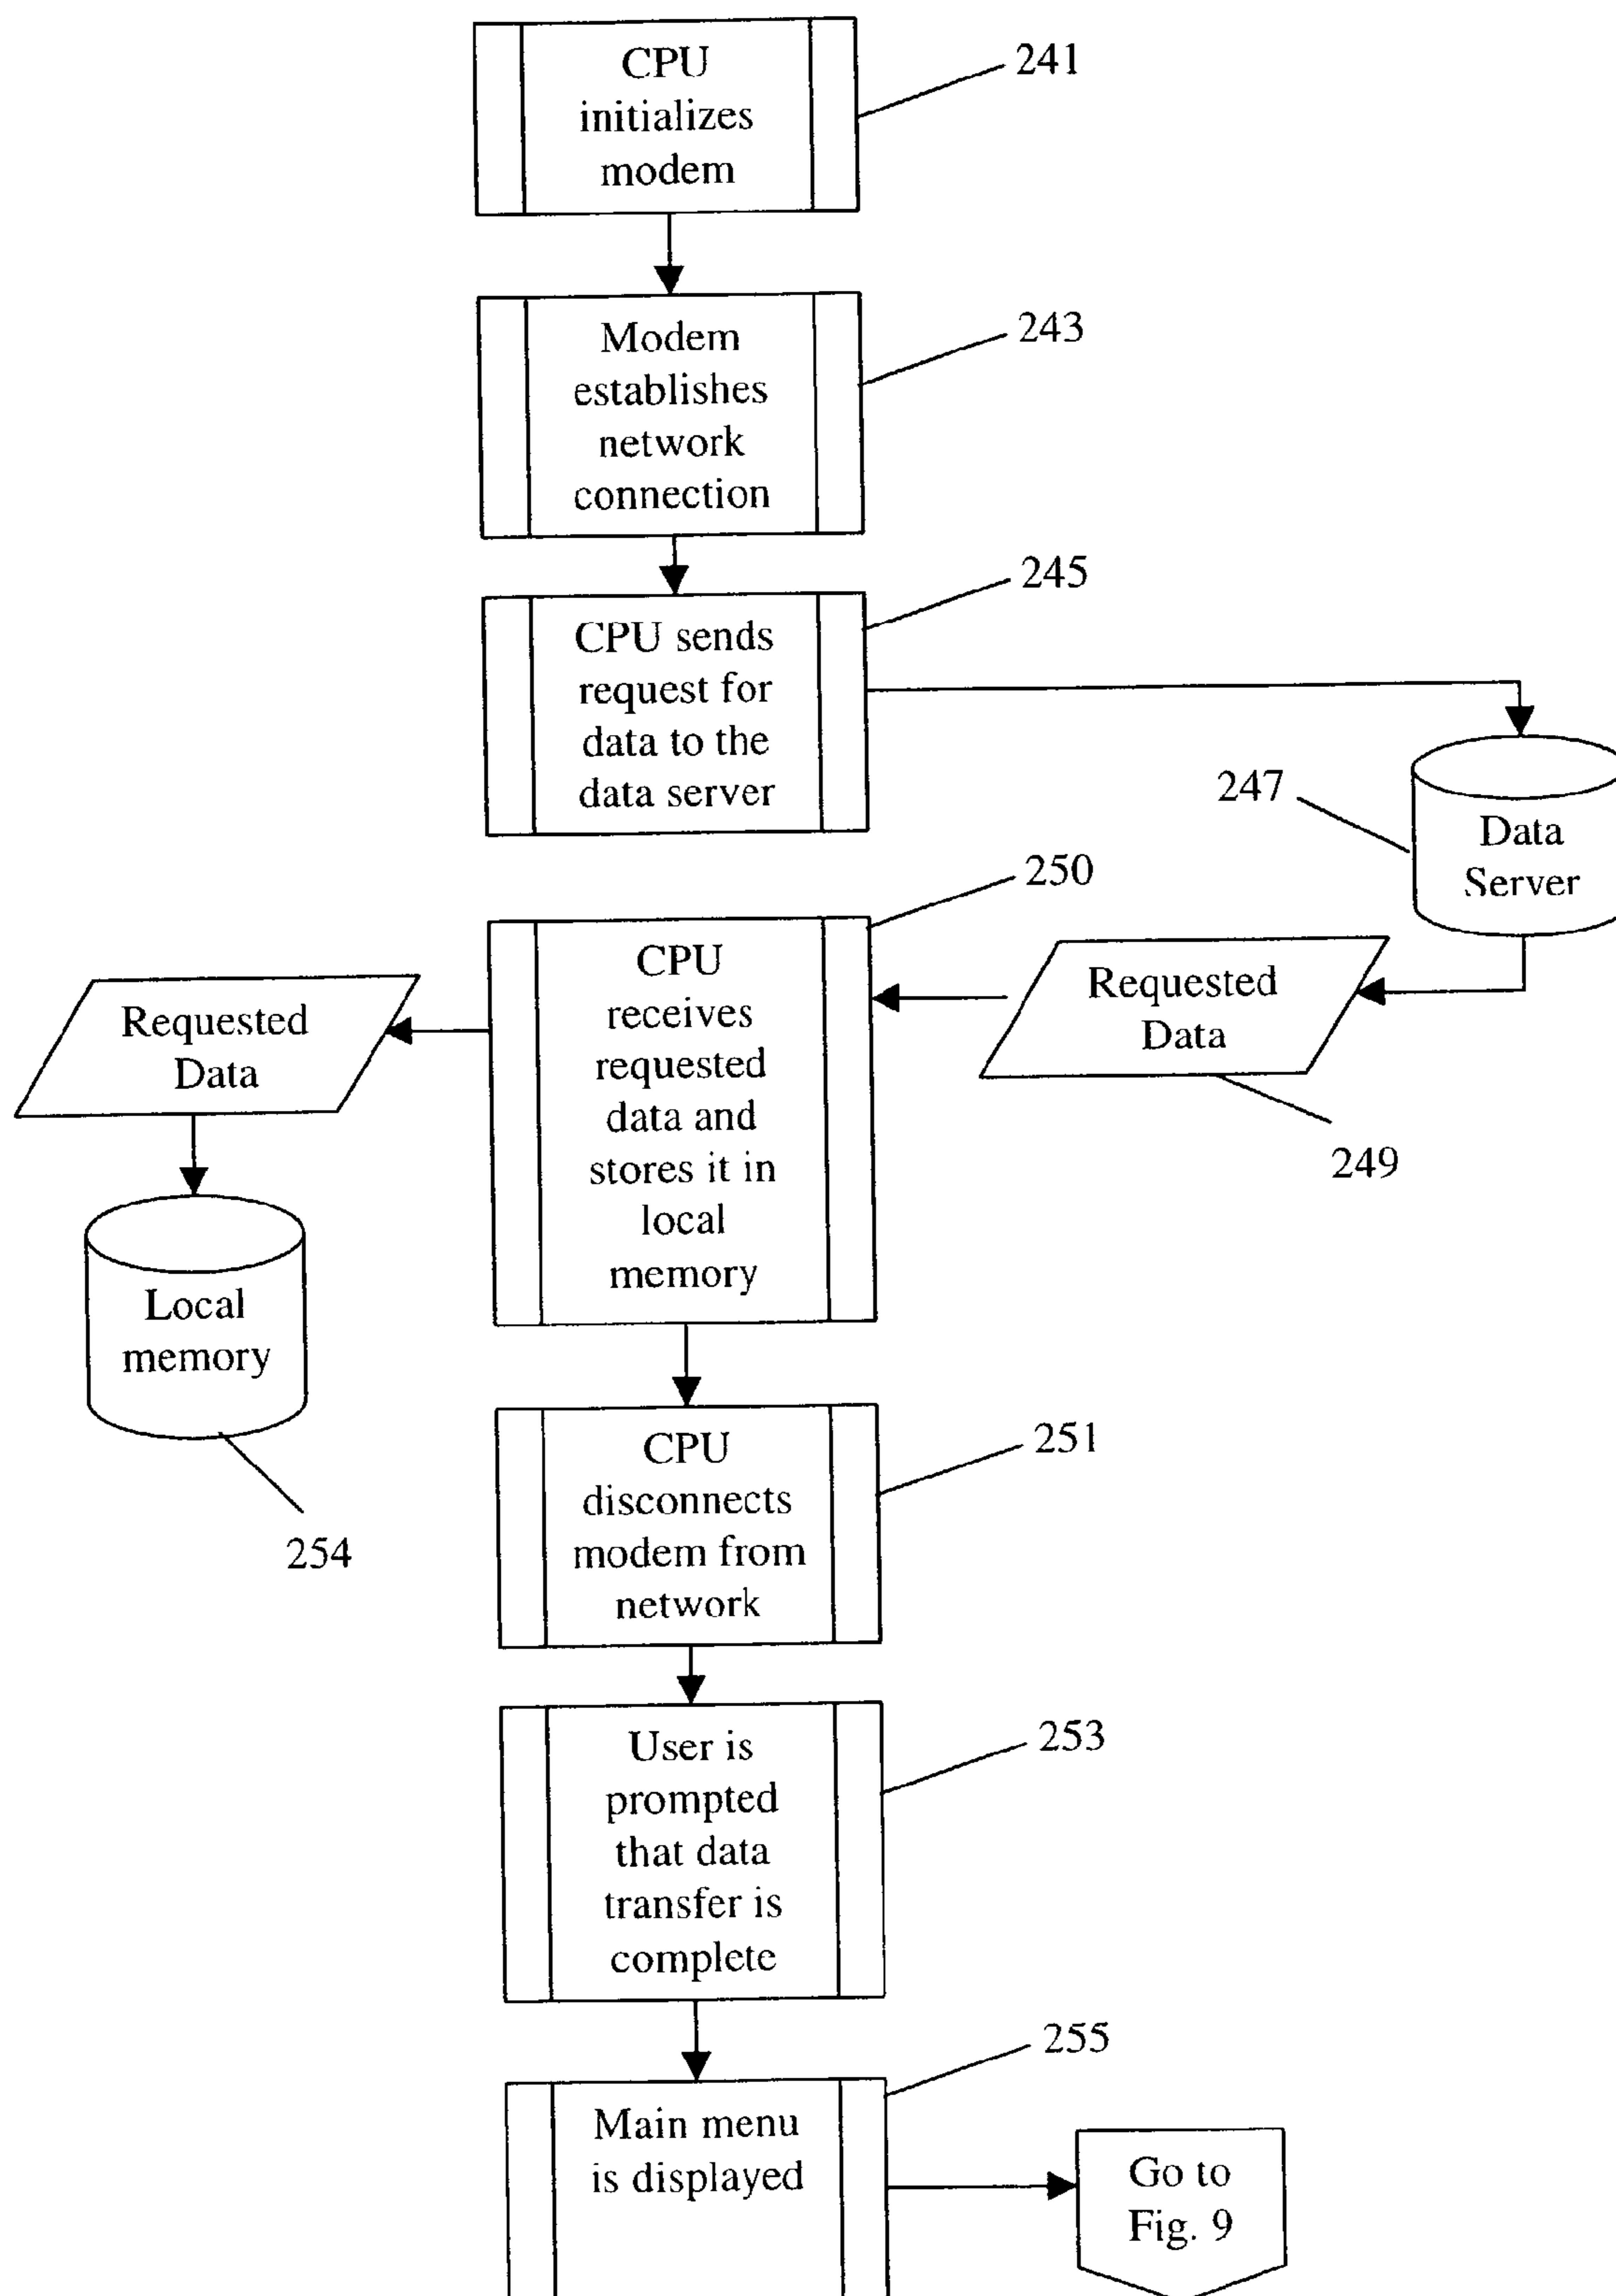 CPU
initializes
modem
241
Modem
establishes
network
connection
243
CPU sends
request for
data to the
data server
245
247
Data
Server
250
CPU
receives
requested
data and
stores it in
local
memory
Requested
Data
249
Requested
Data
Local
memory
254
CPU
disconnects
modem from
network
251
User is
prompted
that data
transfer is
complete
253
255
Main menu
is displayed
Go to
Fig. 9